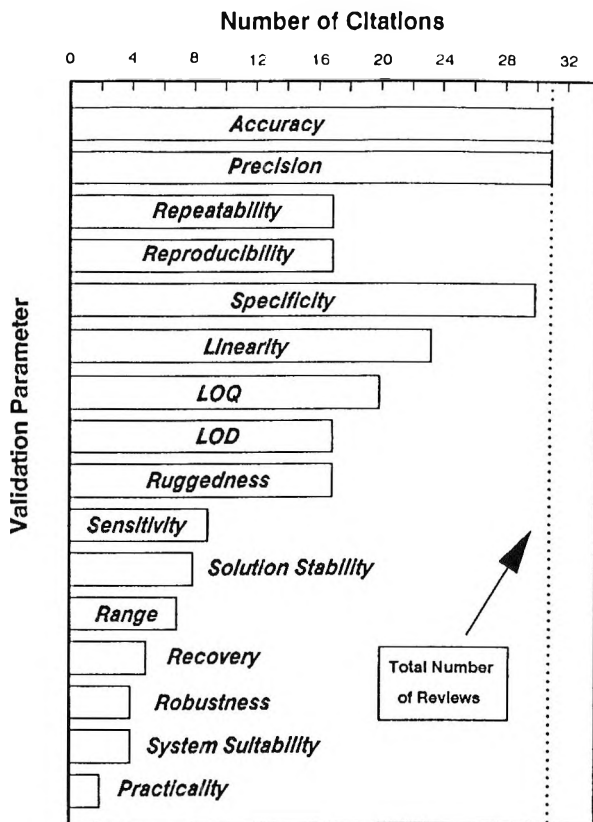 Number of Citations
0 4 8 12 16 20 24 28 32
Accuracy
Precision
Repeatability
Reproducibility
Specificity
Linearity
LOQ
LOD
Ruggedness
Sensitivity
Solution Stability
Range
Recovery
Robustness
System Suitability
Practicality
Validation Parameter
Total Number
of Reviews